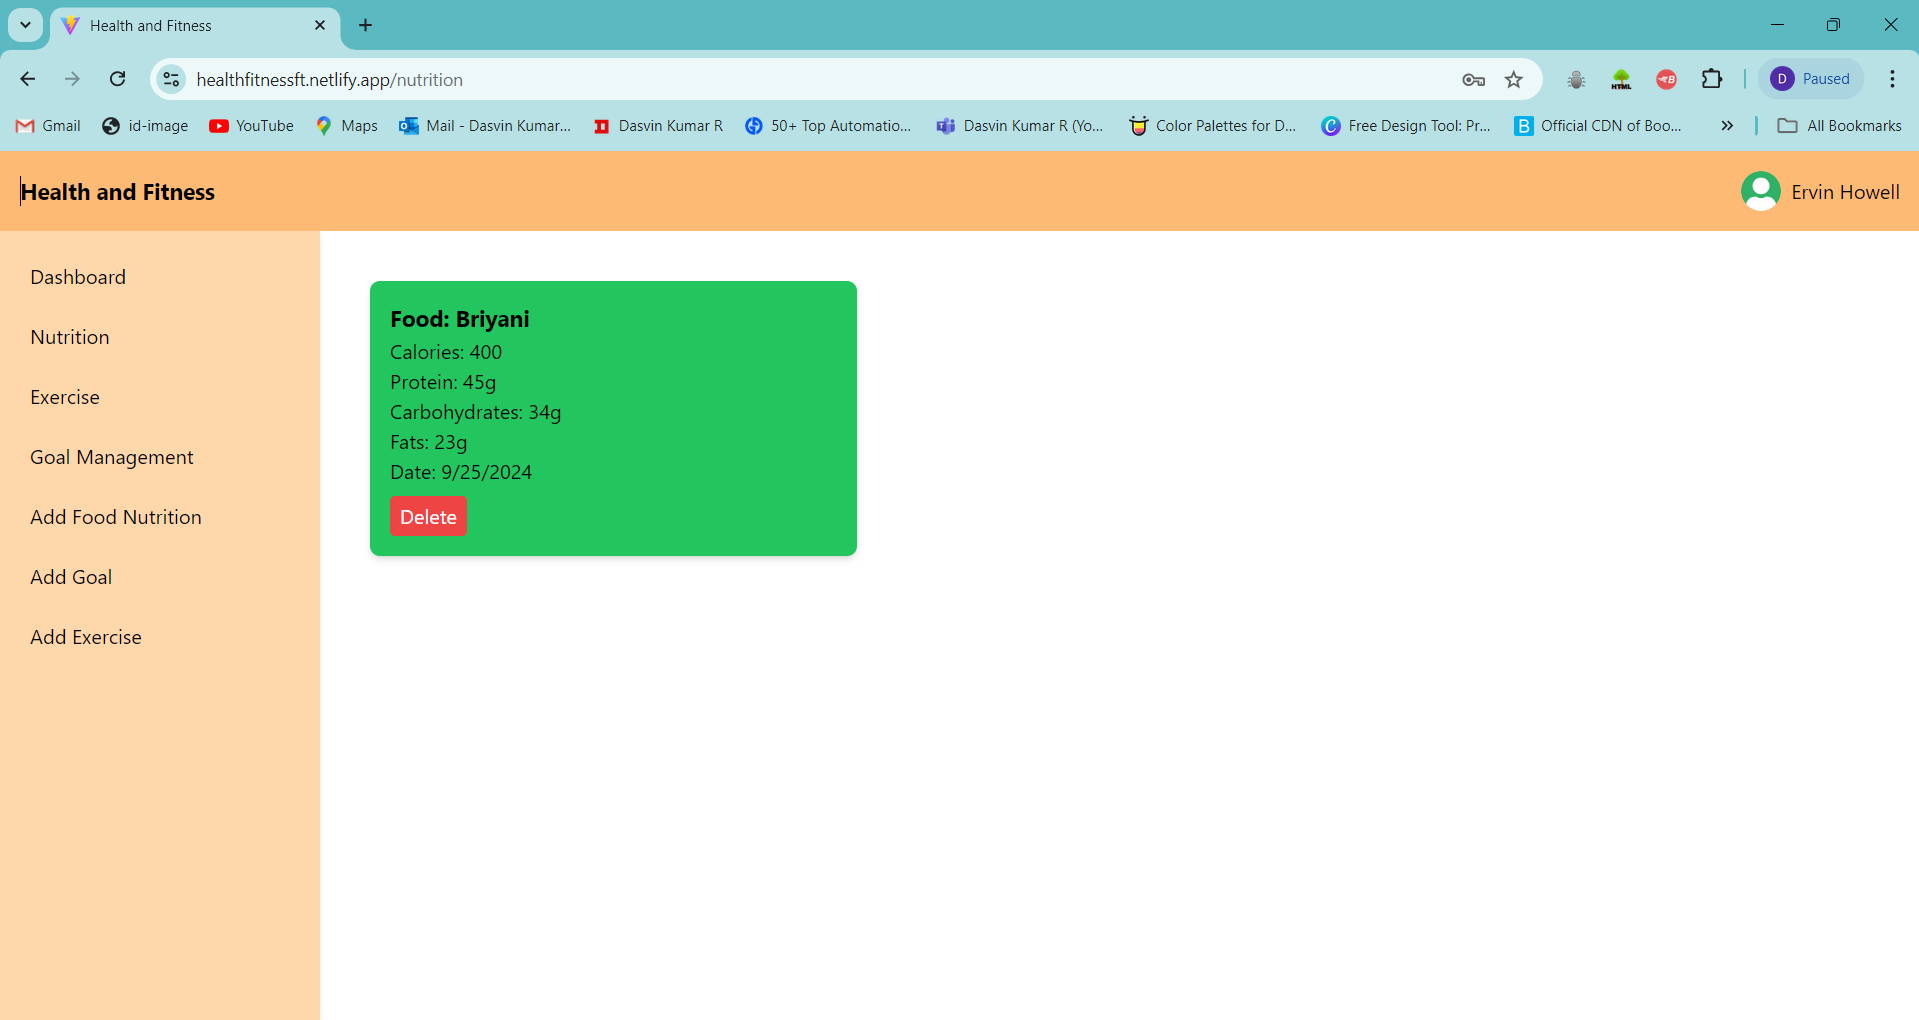 Health and Fitness
healthfitnessft.netlify.app/nutrition
HTML
B
D Paused
Gmail id-image YouTube Maps Mail - Dasvin Kumar... Dasvin Kumar R 50+ Top Automatio... Dasvin Kumar R (Yo... Color Palettes for D... Free Design Tool: Pr... B Official CDN of Boo... All Bookmarks
Health and Fitness
Ervin Howell
Dashboard
Nutrition
Exercise
Goal Management
Add Food Nutrition
Add Goal
Add Exercise
Food: Briyani
Calories: 400
Protein: 45g
Carbohydrates: 34g
Fats: 23g
Date: 9/25/2024
Delete